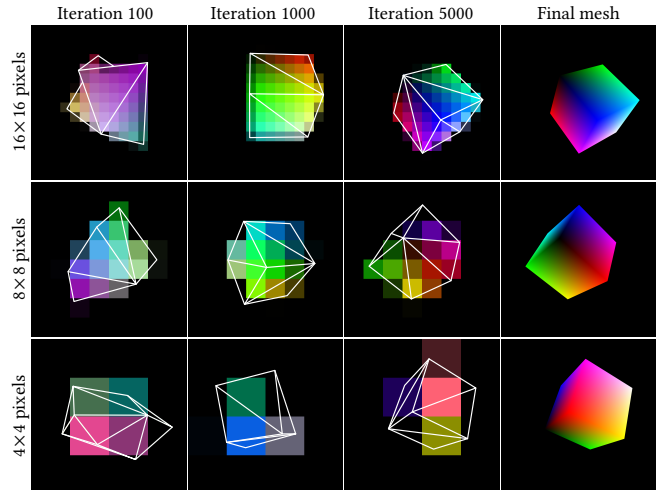 Iteration 100 Iteration 1000 Iteration 5000 Final mesh
16×16 pixels
8×8 pixels
4×4 pixels